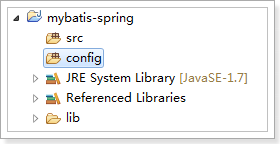 mybatis-spring
src
config
JRE System Library [JavaSE-1.7]
Referenced Libraries
lib